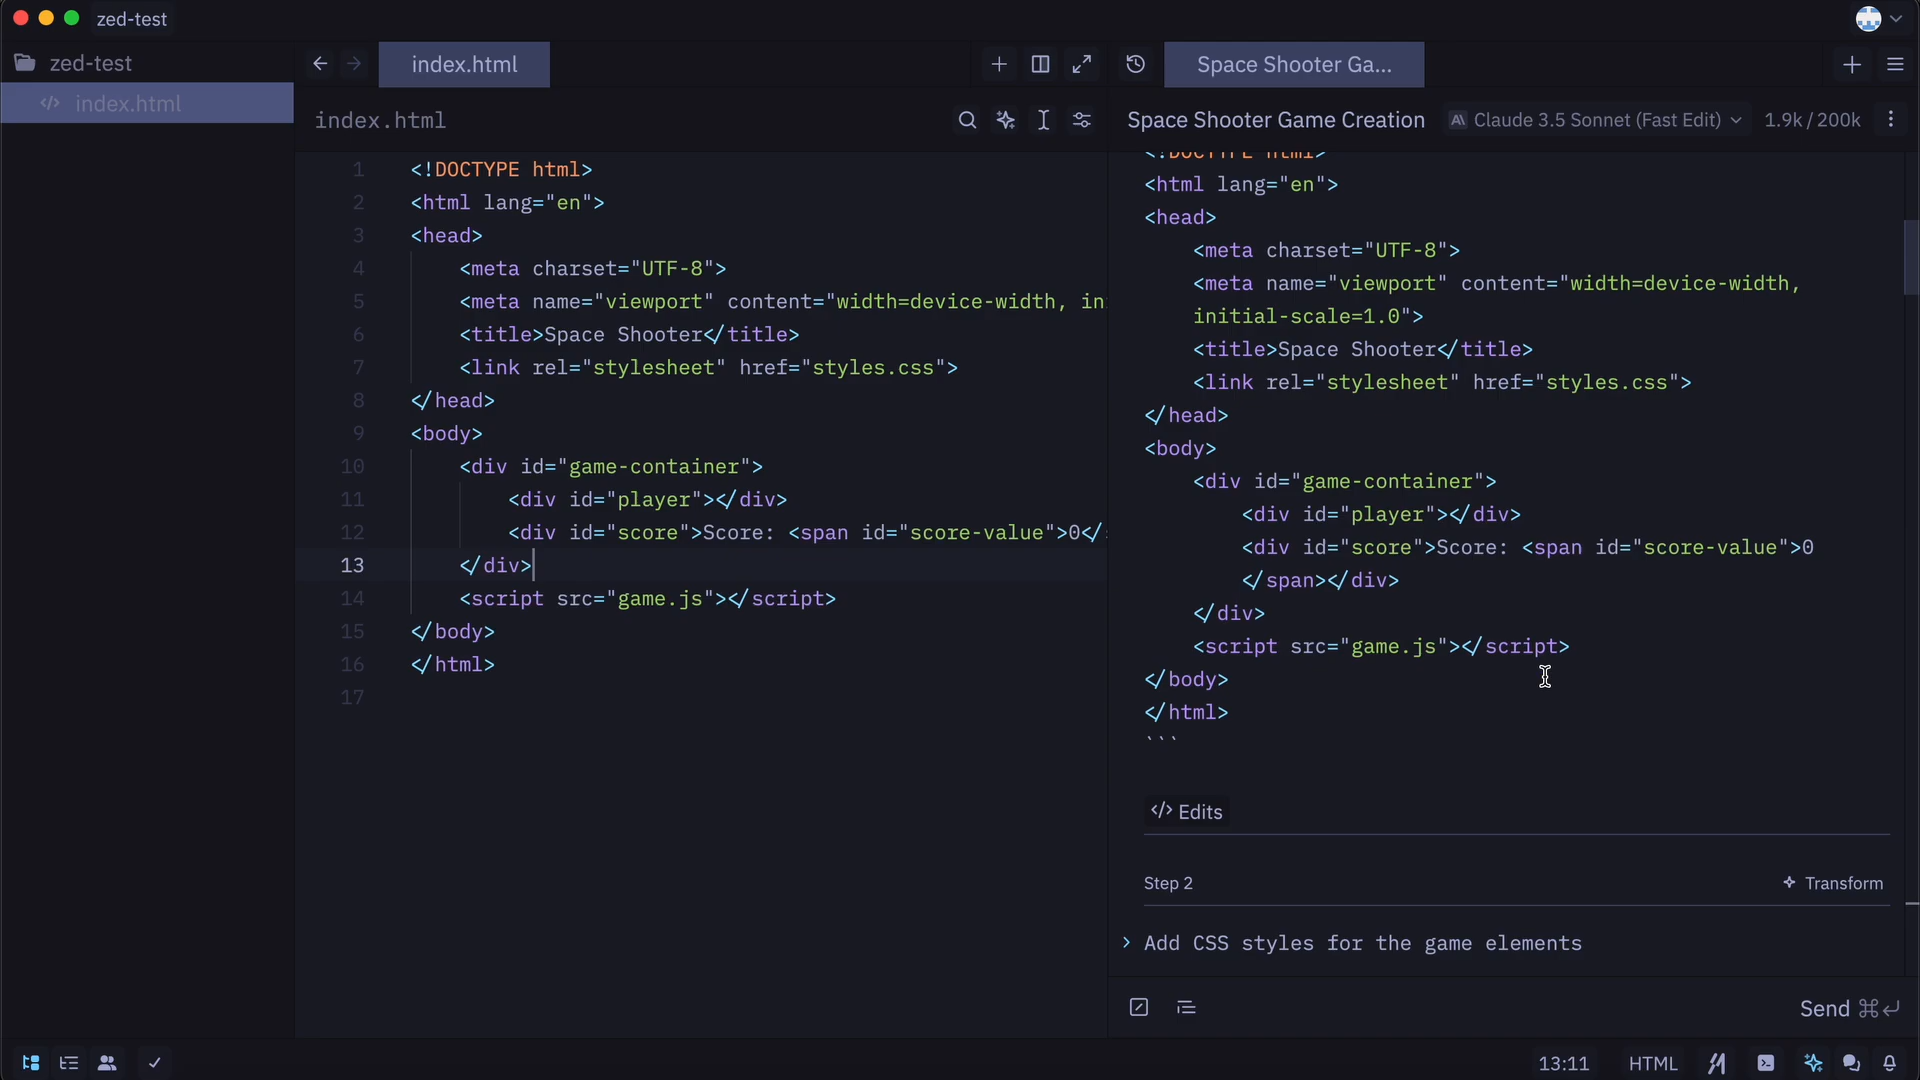 zed-test
zed-test
index.html
index.html
Space Shooter Ga...
index.html
Space Shooter Game Creation
Claude 3.5 Sonnet (Fast Edit)
1.9k/200k
1 <!DOCTYPE html>
2 <html lang="en">
3 <head>
4 <meta charset="UTF-8">
5 <meta name="viewport" content="width=device-width, in
6 <title>Space Shooter</title>
7 <link rel="stylesheet" href="styles.css">
8 </head>
9 <body>
10 <div id="game-container">
11 <div id="player"></div>
12 <div id="score">Score: <span id="score-value">0</
13 </div>
14 <script src="game.js"></script>
15 </body>
16 </html>
17
<!DOCTYPE html>
<html lang="en">
<head>
<meta charset="UTF-8">
<meta name="viewport" content="width=device-width,
initial-scale=1.0">
<title>Space Shooter</title>
<link rel="stylesheet" href="styles.css">
</head>
<body>
<div id="game-container">
<div id="player"></div>
<div id="score">Score: <span id="score-value">0
</span></div>
</div>
<script src="game.js"></script>
</body>
</html>
```
</> Edits
Step 2
Transform
Add CSS styles for the game elements
Send ⌘↵
13:11
HTML